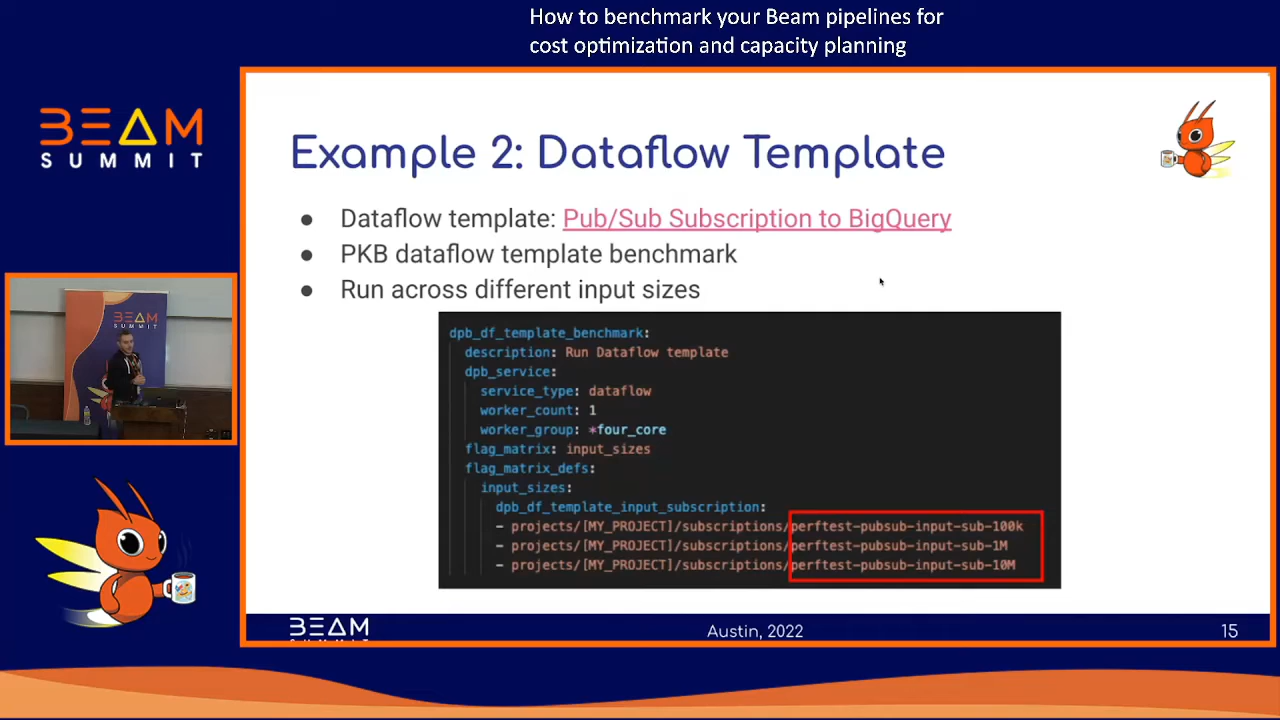 How to benchmark your Beam pipelines for
cost optimization and capacity planning
BEAM
SUMMIT
Example 2: Dataflow Template
● Dataflow template: Pub/Sub Subscription to BigQuery
● PKB dataflow template benchmark
● Run across different input sizes
dpb_df_template_benchmark:
description: Run Dataflow template
dpb_service:
service_type: dataflow
worker_count: 1
worker_group: *four_core
flag_matrix: input_sizes
flag_matrix_defs:
input_sizes:
dpb_df_template_input_subscription:
- projects/[MY_PROJECT]/subscriptions/perftest-pubsub-input-sub-100k
- projects/[MY_PROJECT]/subscriptions/perftest-pubsub-input-sub-1M
- projects/[MY_PROJECT]/subscriptions/perftest-pubsub-input-sub-10M
BEAM
SUMMIT
BEAM
Austin, 2022
15